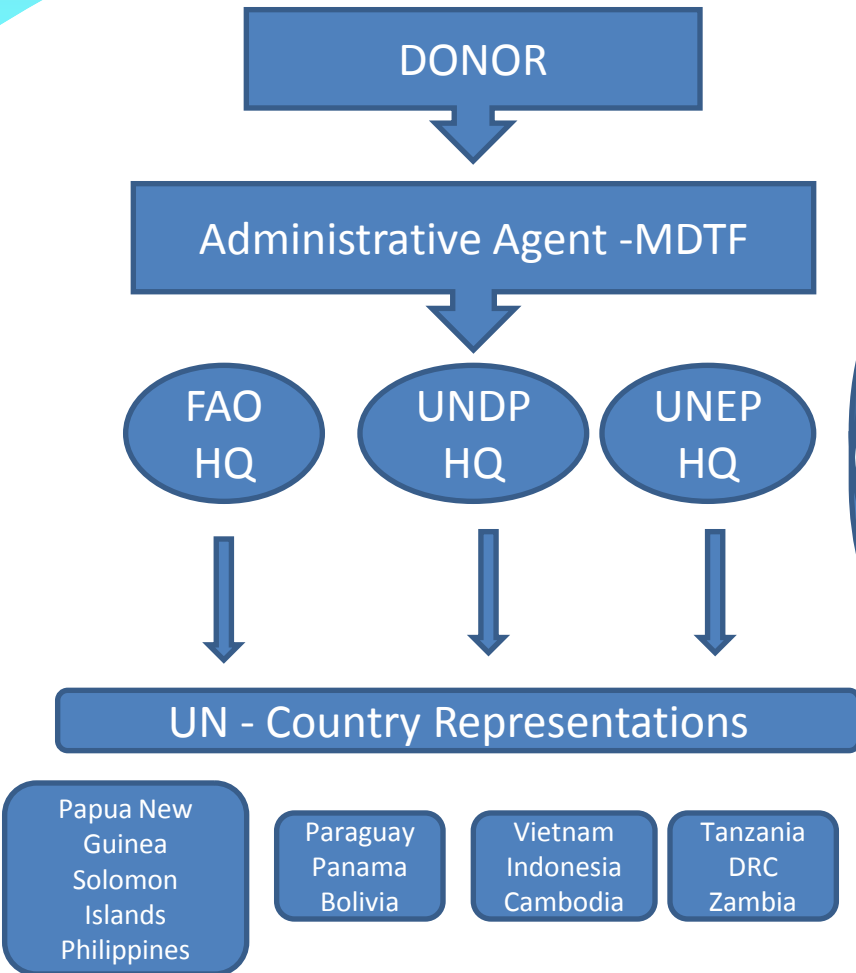 DONOR
Administrative Agent -MDTF
FAO
HQ
UNDP
HQ
UNEP
HQ
UN - Country Representations
Papua New
Guinea
Solomon
Islands
Philippines
Paraguay
Panama
Bolivia
Vietnam
Indonesia
Cambodia
Tanzania
DRC
Zambia